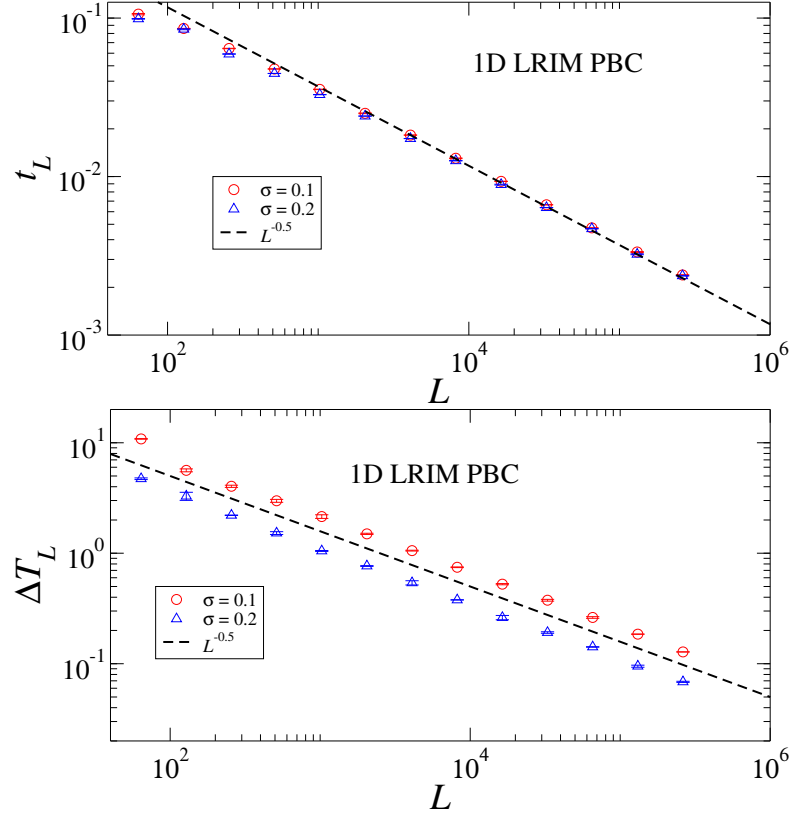 10^-1
1D LRIM PBC
t_L
10^-2
σ = 0.1
σ = 0.2
L^-0.5
10^-3
10^2
10^4
10^6
L
10^1
1D LRIM PBC
ΔT_L
10^0
σ = 0.1
σ = 0.2
L^-0.5
10^-1
10^2
10^4
10^6
L